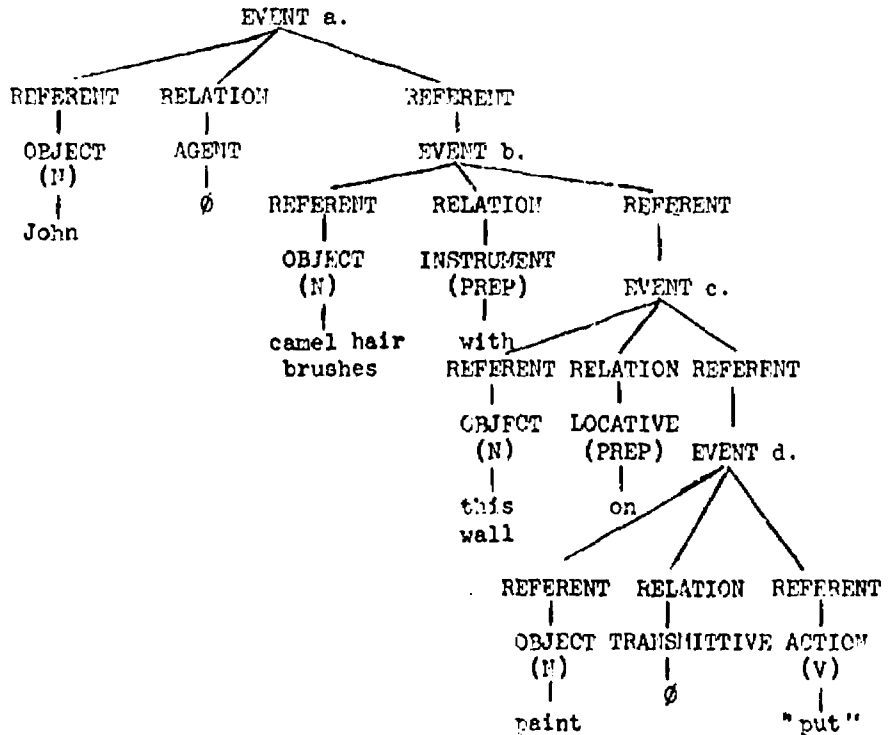 EVENT a.
REFERENT RELATION REFERENT
OBJECT AGENT EVENT b.
(N)
John Ø REFERENT RELATION REFERENT
OBJECT INSTRUMENT
(N) (PREP) EVENT c.
camel hair with
brushes REFERENT RELATION REFERENT
OBJECT LOCATIVE
(N) (PREP) EVENT d.
this on
wall
REFERENT RELATION REFERENT
OBJECT TRANSMITTIVE ACTION
(N) Ø (V)
paint "put"